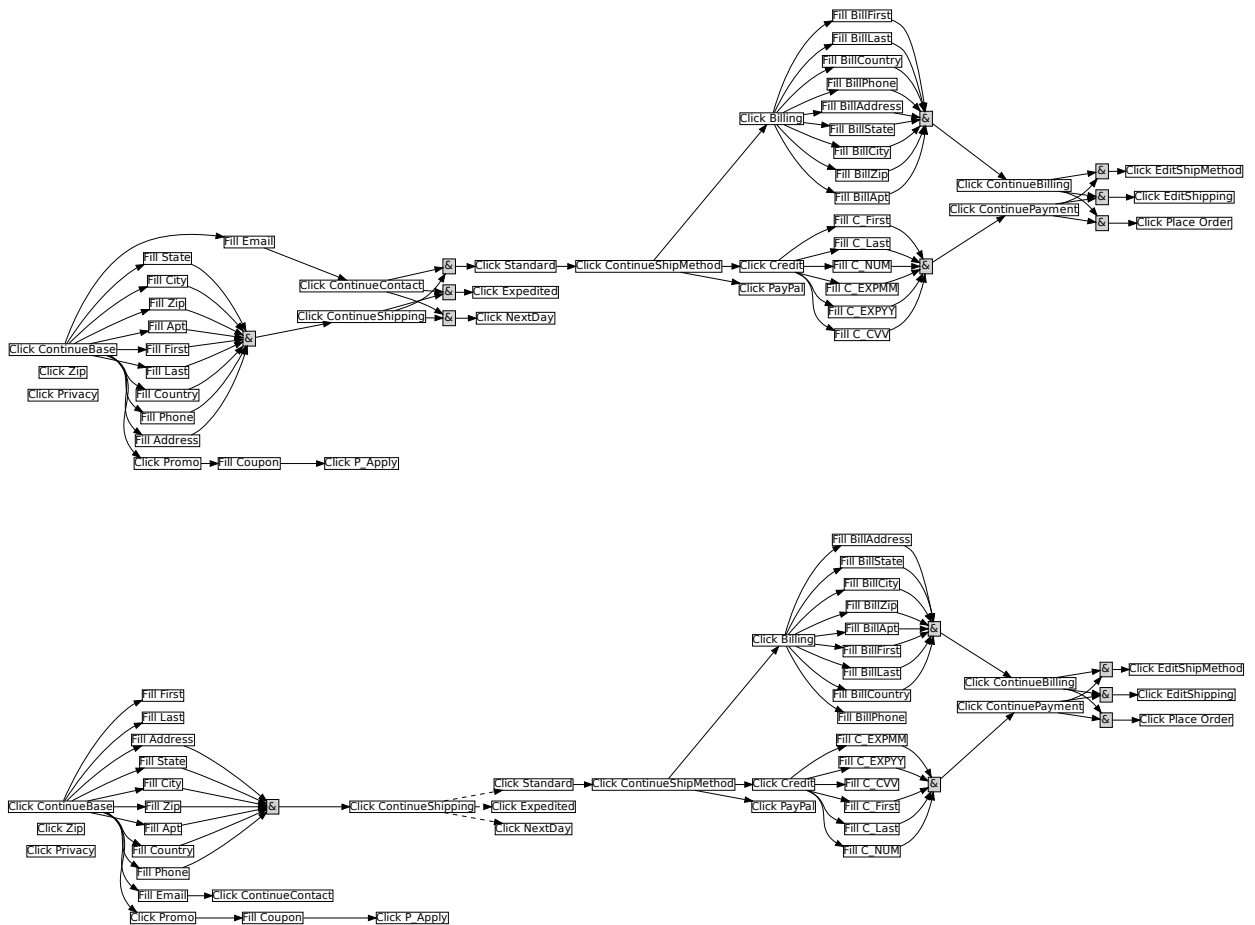 Fill BillFirst
Fill BillLast
Fill BillCountry
Fill BillPhone
Fill BillAddress
Click Billing
&
Fill BillState
Fill BillCity
Fill BillZip
Fill BillApt
Click ContinueBilling
Click ContinuePayment
&
Click EditShipMethod
&
Click EditShipping
&
Click Place Order
Fill C_First
Fill C_Last
Click Credit
Fill C_NUM
&
Click PayPal
Fill C_EXPMM
Fill C_EXPYY
Fill C_CVV
Fill Email
Click ContinueContact
Click ContinueShipping
&
Click Standard
Click ContinueShipMethod
&
Click Expedited
&
Click NextDay
Fill State
Fill City
Fill Zip
Fill Apt
&
Click ContinueBase
Fill First
Click Zip
Fill Last
Click Privacy
Fill Country
Fill Phone
Fill Address
Click Promo
Fill Coupon
Click P_Apply
Fill BillAddress
Fill BillState
Fill BillCity
Fill BillZip
Fill BillApt
&
Click Billing
Fill BillFirst
Fill BillLast
Fill BillCountry
Fill BillPhone
Click ContinueBilling
Click ContinuePayment
&
Click EditShipMethod
&
Click EditShipping
&
Click Place Order
Fill C_EXPMM
Fill C_EXPYY
Click Credit
Fill C_CVV
&
Click PayPal
Fill C_First
Fill C_Last
Fill C_NUM
Fill First
Fill Last
Fill Address
Fill State
Fill City
Click ContinueBase
Fill Zip
&
Click ContinueShipping
Click Standard
Click ContinueShipMethod
Click Expedited
Click NextDay
Click Zip
Fill Apt
Click Privacy
Fill Country
Fill Phone
Fill Email
Click ContinueContact
Click Promo
Fill Coupon
Click P_Apply